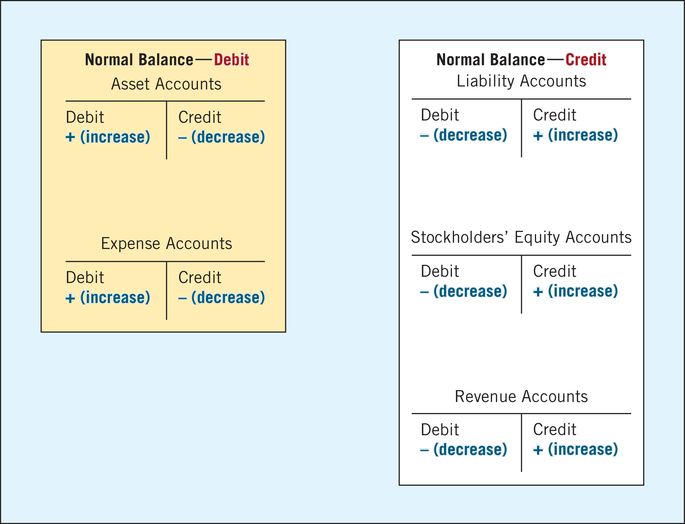 Normal Balance—Debit
Asset Accounts
Debit Credit
+ (increase) – (decrease)
Expense Accounts
Debit Credit
+ (increase) – (decrease)
Normal Balance—Credit
Liability Accounts
Debit Credit
– (decrease) + (increase)
Stockholders’ Equity Accounts
Debit Credit
– (decrease) + (increase)
Revenue Accounts
Debit Credit
– (decrease) + (increase)